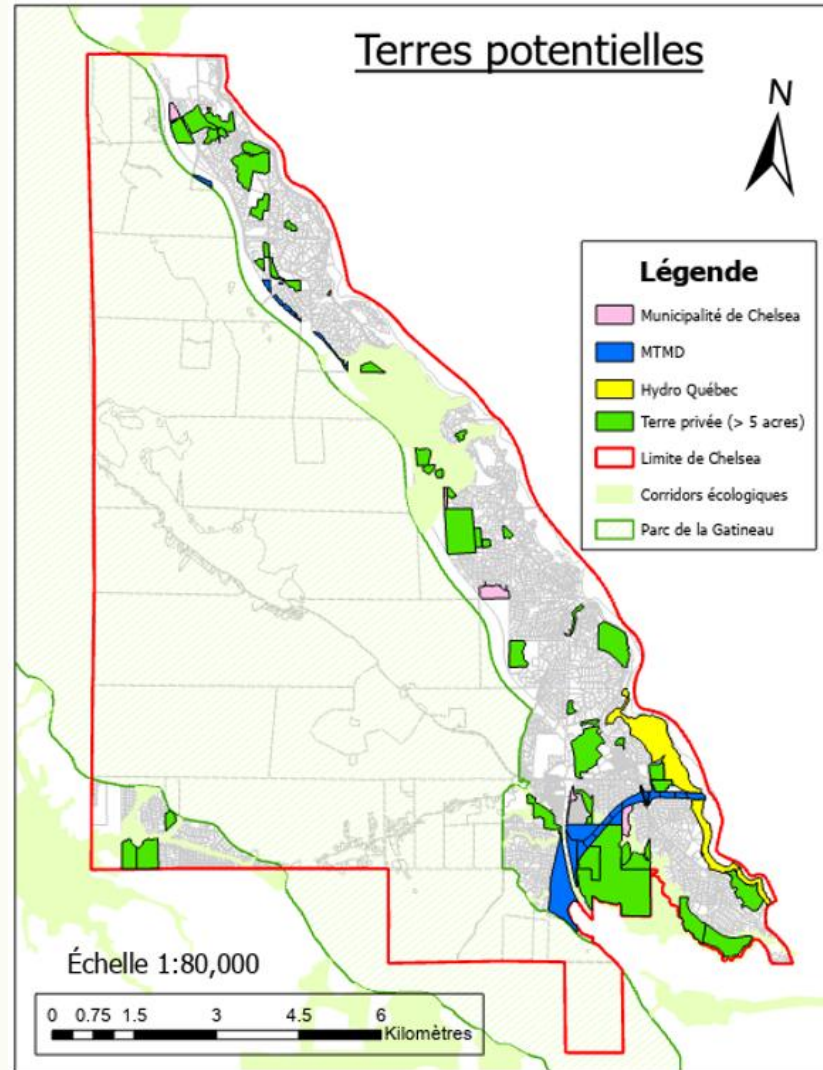 Terres potentielles
N
Légende
Municipalité de Chelsea
MTMD
Hydro Québec
Terre privée (> 5 acres)
Limite de Chelsea
Corridors écologiques
Parc de la Gatineau
Échelle 1:80,000
0 0.75 1.5 3 4.5 6
Kilomètres